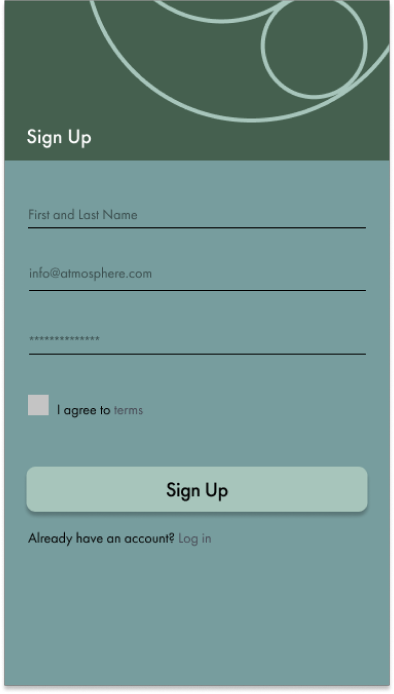 Sign Up
First and Last Name
info@atmosphere.com
**************
I agree to terms
Sign Up
Already have an account? Log in